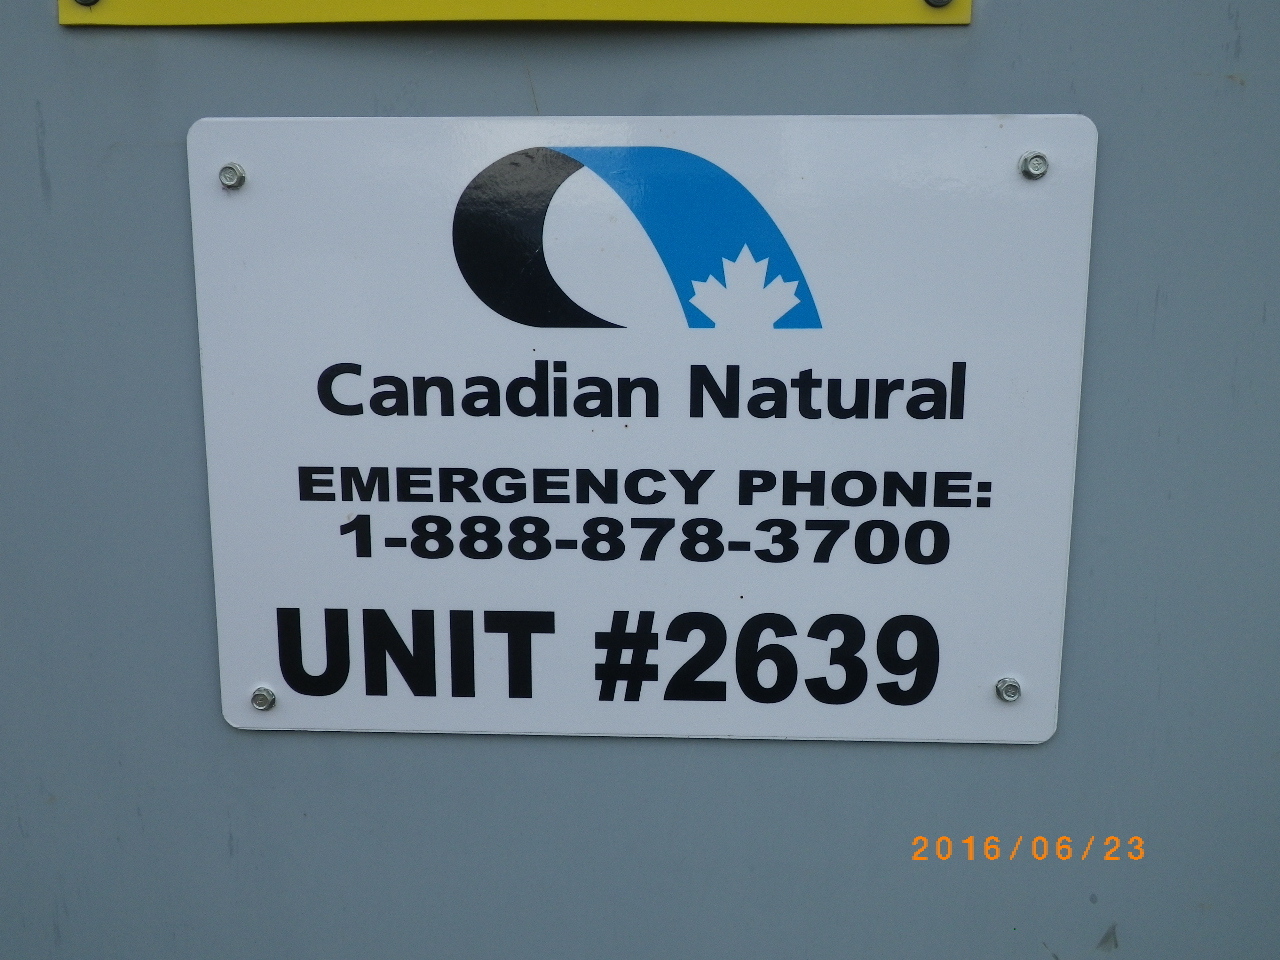 Canadian Natural
EMERGENCY PHONE:
1-888-878-3700
UNIT #2639
2016/06/23